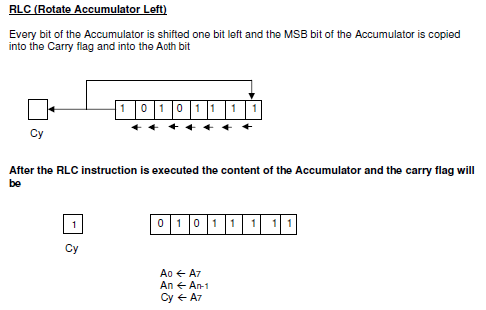 RLC (Rotate Accumulator Left)
Every bit of the Accumulator is shifted one bit left and the MSB bit of the Accumulator is copied
into the Carry flag and into the A0th bit
1 0 1 0 1 1 1 1
Cy
After the RLC instruction is executed the content of the Accumulator and the carry flag will
be
1 0 1 0 1 1 1 1 1
Cy
A0 ← A7
An ← An-1
Cy ← A7